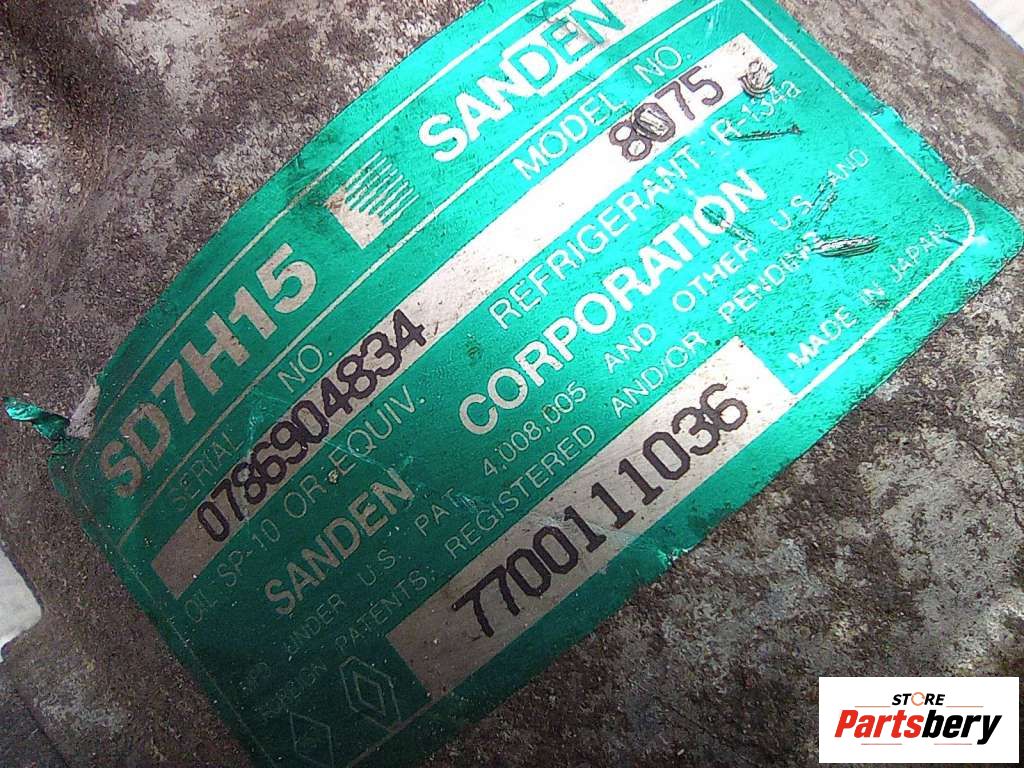 SD7H15 SANDEN
SERIAL NO. MODEL NO.
0786904834 8075
OIL SP-10 OR EQUIV. REFRIGERANT R-134a
SANDEN CORPORATION
UNDER U.S. PAT. 4,008,005 AND OTHER U.S. AND
PATENTS: REGISTERED AND/OR PENDING
7700111036 MADE IN JAPAN
STORE
Partsbery